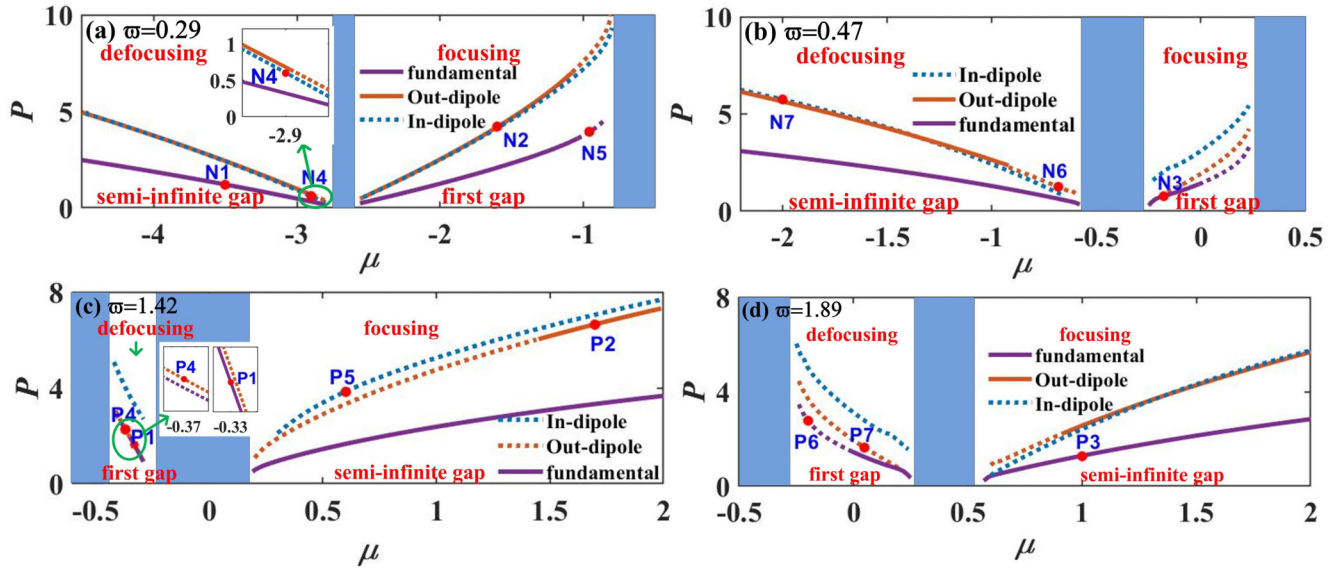 (a) ϖ=0.29
defocusing
focusing
10
5
0
P
1
0.5
0
N4
-2.9
fundamental
Out-dipole
In-dipole
N1
N4
N2
N5
semi-infinite gap
first gap
-4
-3
-2
-1
μ
(b) ϖ=0.47
defocusing
focusing
10
5
0
P
In-dipole
Out-dipole
fundamental
N7
N6
N3
semi-infinite gap
first gap
-2
-1.5
-1
-0.5
0
0.5
μ
(c) ϖ=1.42
defocusing
focusing
8
4
0
P
P4
-0.37
P1
-0.33
P4
P1
P5
P2
In-dipole
Out-dipole
fundamental
first gap
semi-infinite gap
-0.5
0
0.5
1
1.5
2
μ
(d) ϖ=1.89
defocusing
focusing
8
4
0
P
fundamental
Out-dipole
In-dipole
P6
P7
P3
first gap
semi-infinite gap
0
1
2
μ